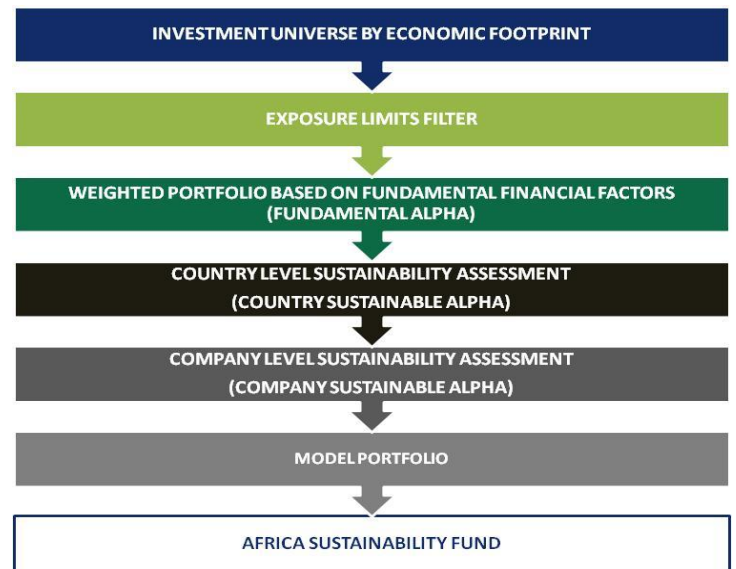 INVESTMENT UNIVERSE BY ECONOMIC FOOTPRINT
EXPOSURE LIMITS FILTER
WEIGHTED PORTFOLIO BASED ON FUNDAMENTAL FINANCIAL FACTORS
(FUNDAMENTAL ALPHA)
COUNTRY LEVEL SUSTAINABILITY ASSESSMENT
(COUNTRY SUSTAINABLE ALPHA)
COMPANY LEVEL SUSTAINABILITY ASSESSMENT
(COMPANY SUSTAINABLE ALPHA)
MODEL PORTFOLIO
AFRICA SUSTAINABILITY FUND